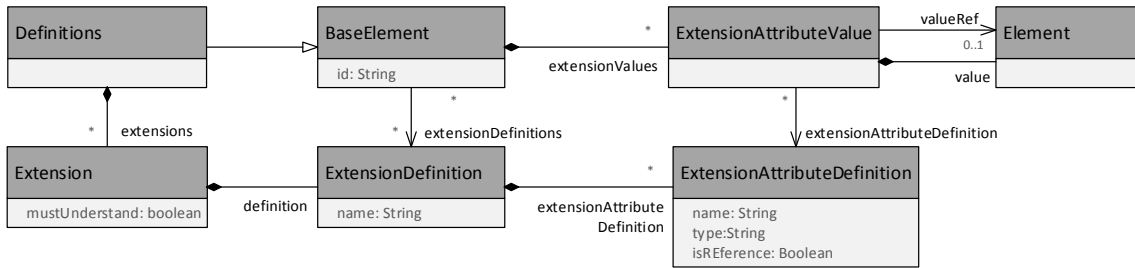 Definitions
BaseElement
id: String
*
extensionValues
ExtensionAttributeValue
valueRef
0..1
value
Element
*
extensions
*
*
extensionDefinitions
*
extensionAttributeDefinition
Extension
mustUnderstand: boolean
definition
ExtensionDefinition
name: String
*
extensionAttribute
Definition
ExtensionAttributeDefinition
name: String
type:String
isREference: Boolean